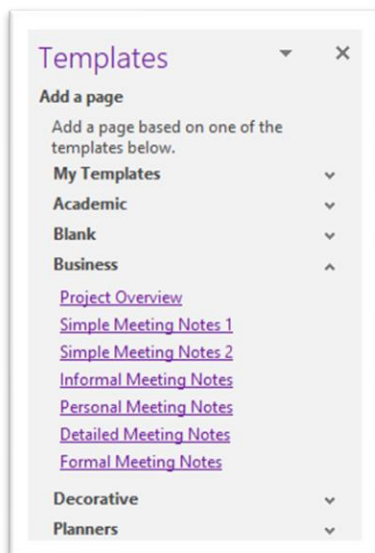 Templates
Add a page
Add a page based on one of the
templates below.
My Templates
Academic
Blank
Business
Project Overview
Simple Meeting Notes 1
Simple Meeting Notes 2
Informal Meeting Notes
Personal Meeting Notes
Detailed Meeting Notes
Formal Meeting Notes
Decorative
Planners